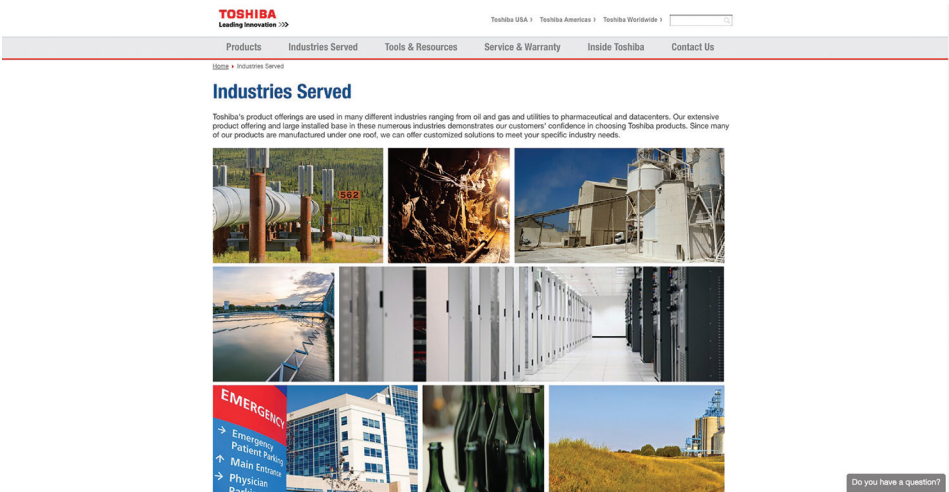 TOSHIBA
Leading Innovation >>>
Toshiba USA > Toshiba Americas > Toshiba Worldwide >
Products Industries Served Tools & Resources Service & Warranty Inside Toshiba Contact Us
Home > Industries Served
Industries Served
Toshiba's product offerings are used in many different industries ranging from oil and gas and utilities to pharmaceutical and datacenters. Our extensive
product offering and large installed base in these numerous industries demonstrates our customers' confidence in choosing Toshiba products. Since many
of our products are manufactured under one roof, we can offer customized solutions to meet your specific industry needs.
562
EMERGENCY
→ Emergency
Patient Parking
↑ Main Entrance
→ Physician
Parking
Do you have a question?